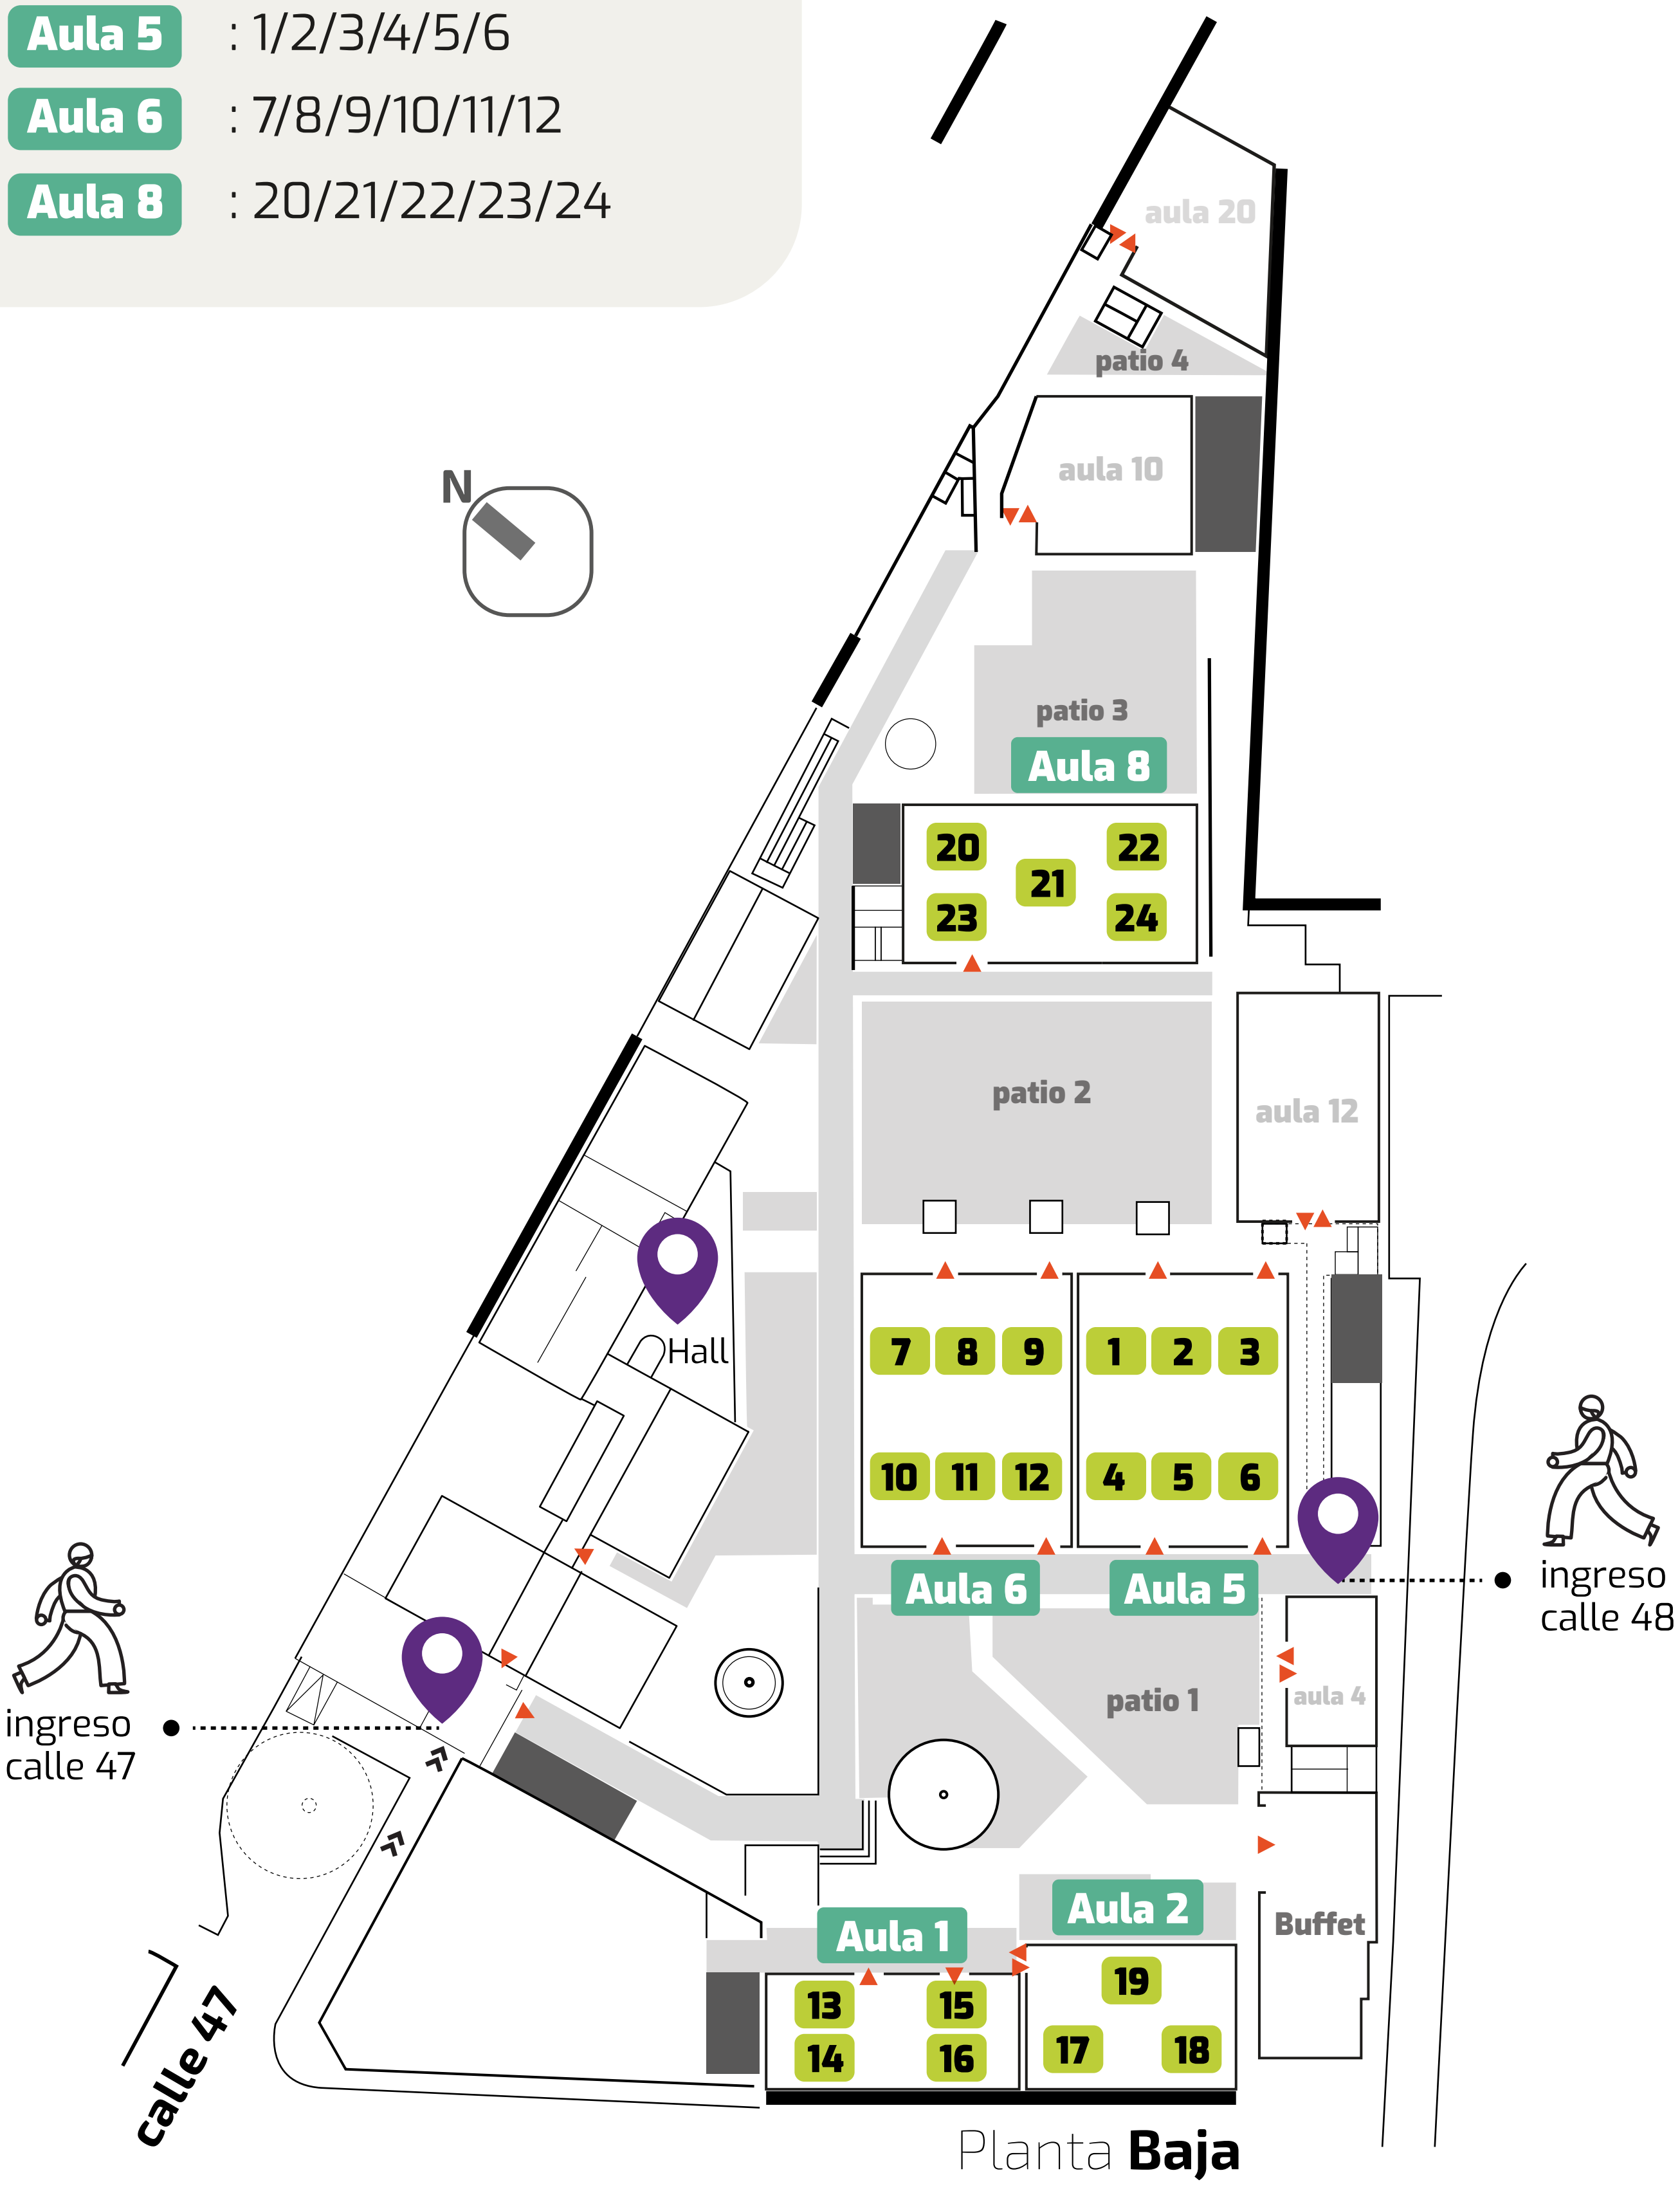 Aula 5 : 1/2/3/4/5/6
Aula 6 : 7/8/9/10/11/12
Aula 8 : 20/21/22/23/24
aula 20
patio 4
aula 10
N
patio 3
Aula 8
20
22
21
23
24
patio 2
aula 12
Hall
7
8
9
1
2
3
10
11
12
4
5
6
Aula 6
Aula 5
ingreso
calle 48
ingreso
calle 47
patio 1
aula 4
Buffet
Aula 2
Aula 1
13
15
19
14
16
17
18
calle 47
Planta Baja